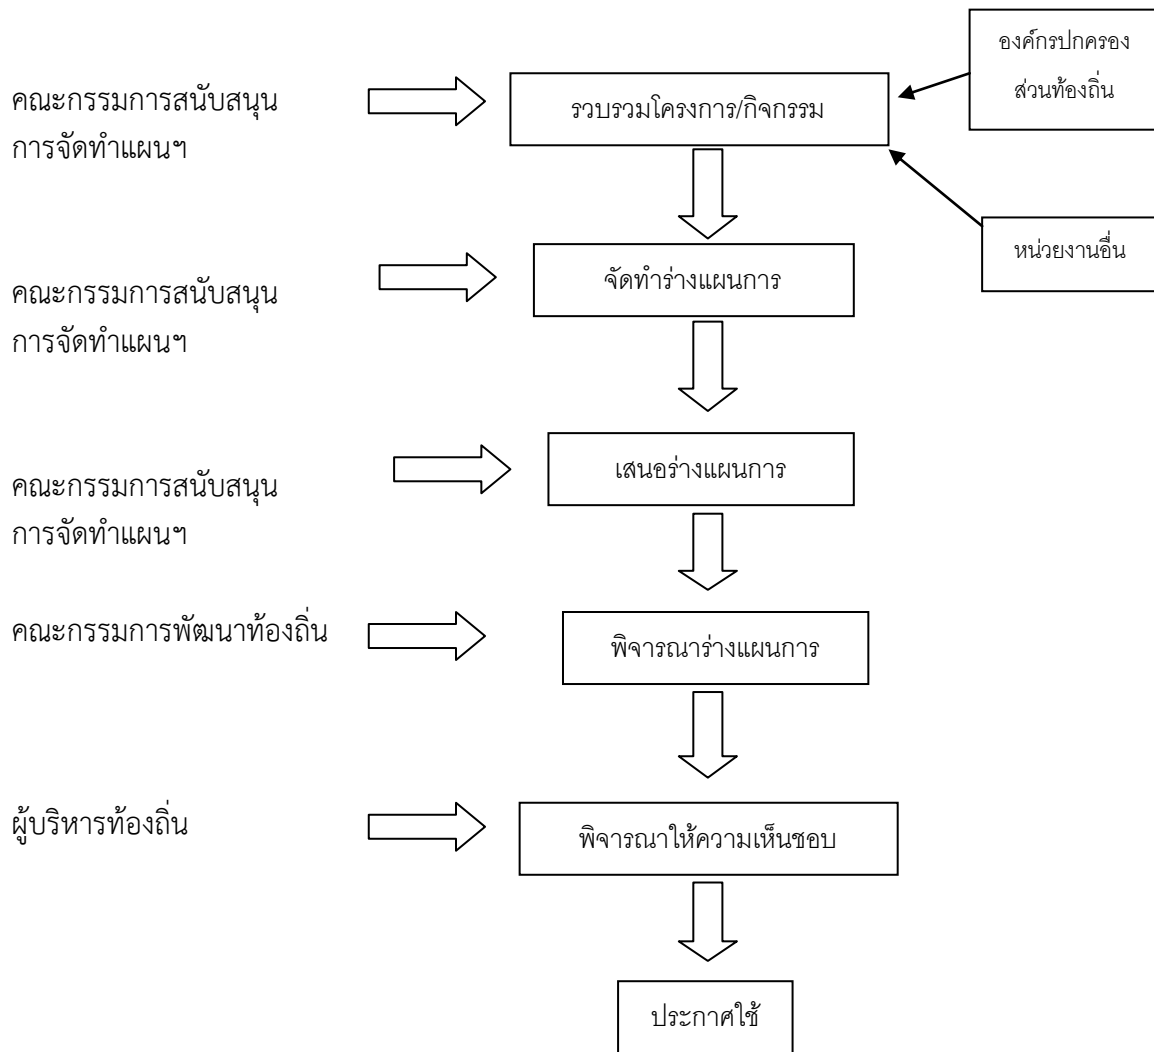 องค์กรปกครอง
ส่วนท้องถิ่น
คณะกรรมการสนับสนุน
การจัดทำแผนฯ
รวบรวมโครงการ/กิจกรรม
หน่วยงานอื่น
คณะกรรมการสนับสนุน
การจัดทำแผนฯ
จัดทำร่างแผนการ
คณะกรรมการสนับสนุน
การจัดทำแผนฯ
เสนอร่างแผนการ
คณะกรรมการพัฒนาท้องถิ่น
พิจารณาร่างแผนการ
ผู้บริหารท้องถิ่น
พิจารณาให้ความเห็นชอบ
ประกาศใช้